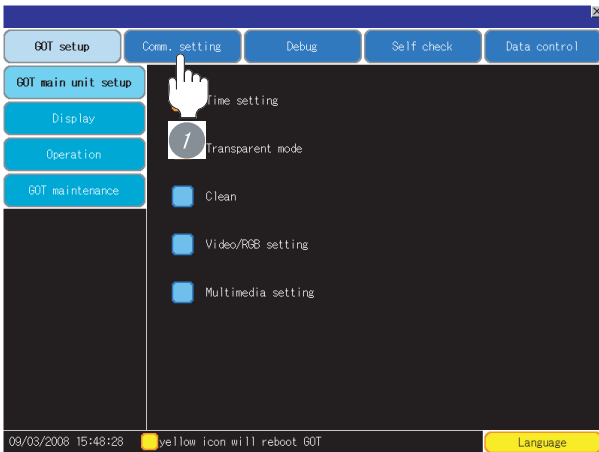 GOT setup
Comm. setting
Debug
Self check
Data control
GOT main unit setup
Display
Operation
GOT maintenance
Time setting
1
Transparent mode
Clean
Video/RGB setting
Multimedia setting
09/03/2008 15:48:28
yellow icon will reboot GOT
Language